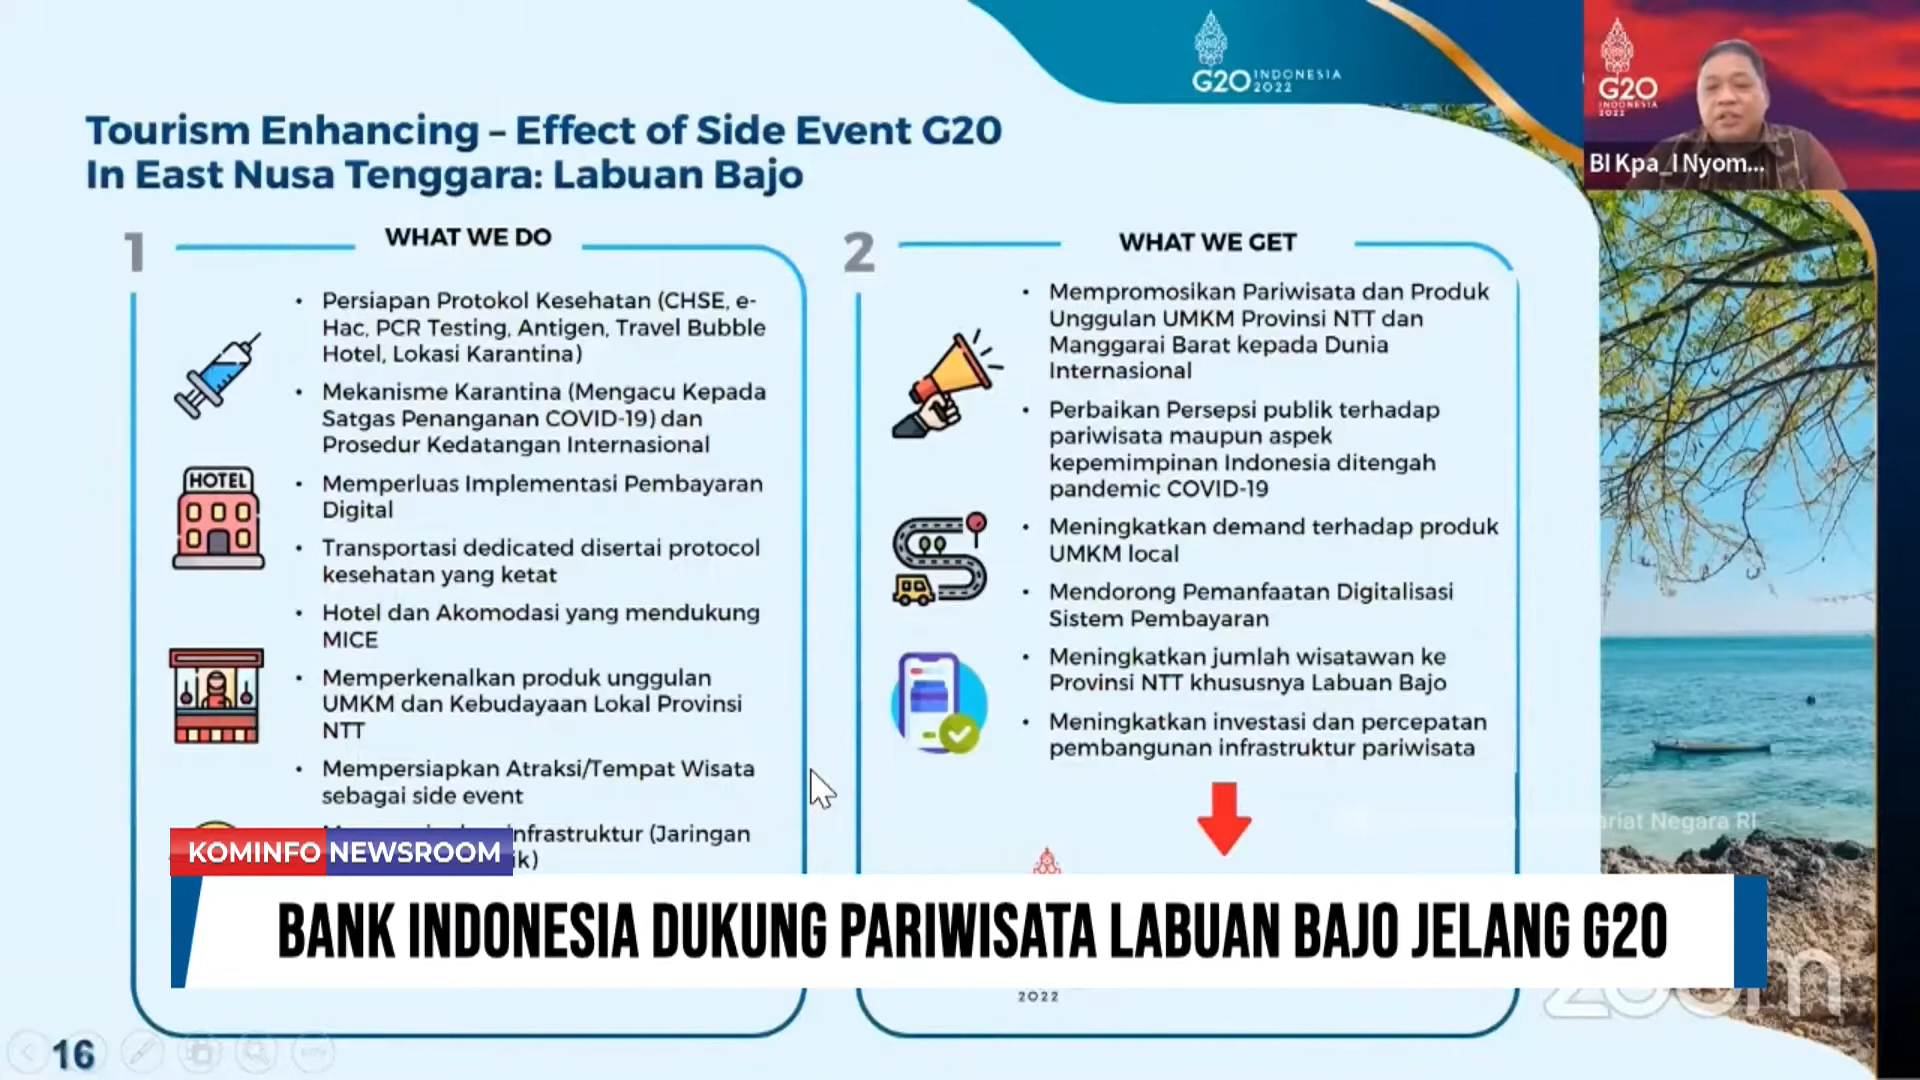 G20 INDONESIA
2022
G20
INDONESIA
2022
BI Kpa_I Nyom...
Tourism Enhancing – Effect of Side Event G20
In East Nusa Tenggara: Labuan Bajo
1
WHAT WE DO
• Persiapan Protokol Kesehatan (CHSE, e-
Hac, PCR Testing, Antigen, Travel Bubble
Hotel, Lokasi Karantina)
• Mekanisme Karantina (Mengacu Kepada
Satgas Penanganan COVID-19) dan
Prosedur Kedatangan Internasional
HOTEL
• Memperluas Implementasi Pembayaran
Digital
• Transportasi dedicated disertai protocol
kesehatan yang ketat
• Hotel dan Akomodasi yang mendukung
MICE
• Memperkenalkan produk unggulan
UMKM dan Kebudayaan Lokal Provinsi
NTT
• Mempersiapkan Atraksi/Tempat Wisata
sebagai side event
nfrastruktur (Jaringan
ik)
2
WHAT WE GET
• Mempromosikan Pariwisata dan Produk
Unggulan UMKM Provinsi NTT dan
Manggarai Barat kepada Dunia
Internasional
• Perbaikan Persepsi publik terhadap
pariwisata maupun aspek
kepemimpinan Indonesia ditengah
pandemic COVID-19
• Meningkatkan demand terhadap produk
UMKM local
• Mendorong Pemanfaatan Digitalisasi
Sistem Pembayaran
• Meningkatkan jumlah wisatawan ke
Provinsi NTT khususnya Labuan Bajo
• Meningkatkan investasi dan percepatan
pembangunan infrastruktur pariwisata
riat Negara RI
KOMINFO NEWSROOM
BANK INDONESIA DUKUNG PARIWISATA LABUAN BAJO JELANG G20
2022
zoom
16